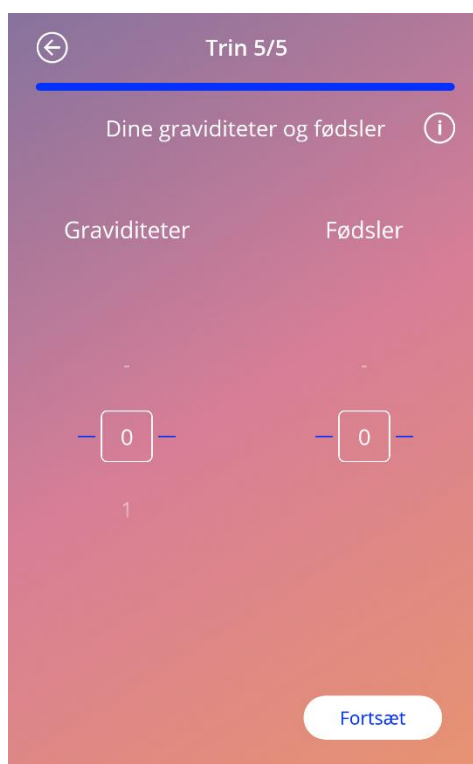 Trin 5/5
Dine graviditeter og fødsler
Graviditeter Fødsler
- -
0 0
1
Fortsæt